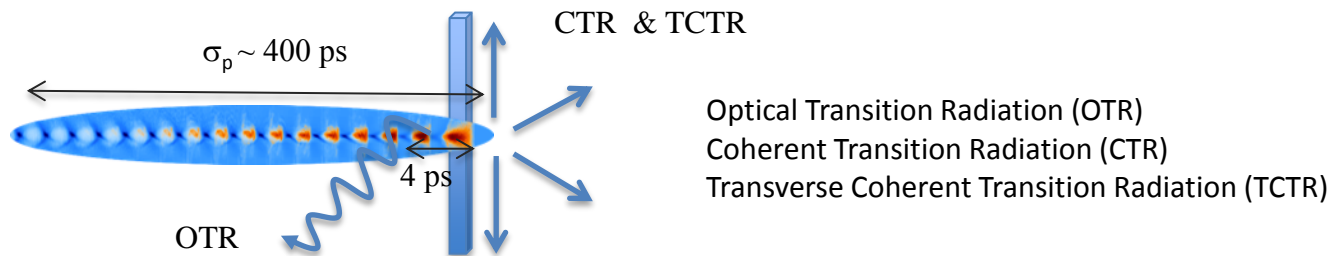 CTR & TCTR
σp ~ 400 ps
Optical Transition Radiation (OTR)
Coherent Transition Radiation (CTR)
4 ps
Transverse Coherent Transition Radiation (TCTR)
OTR